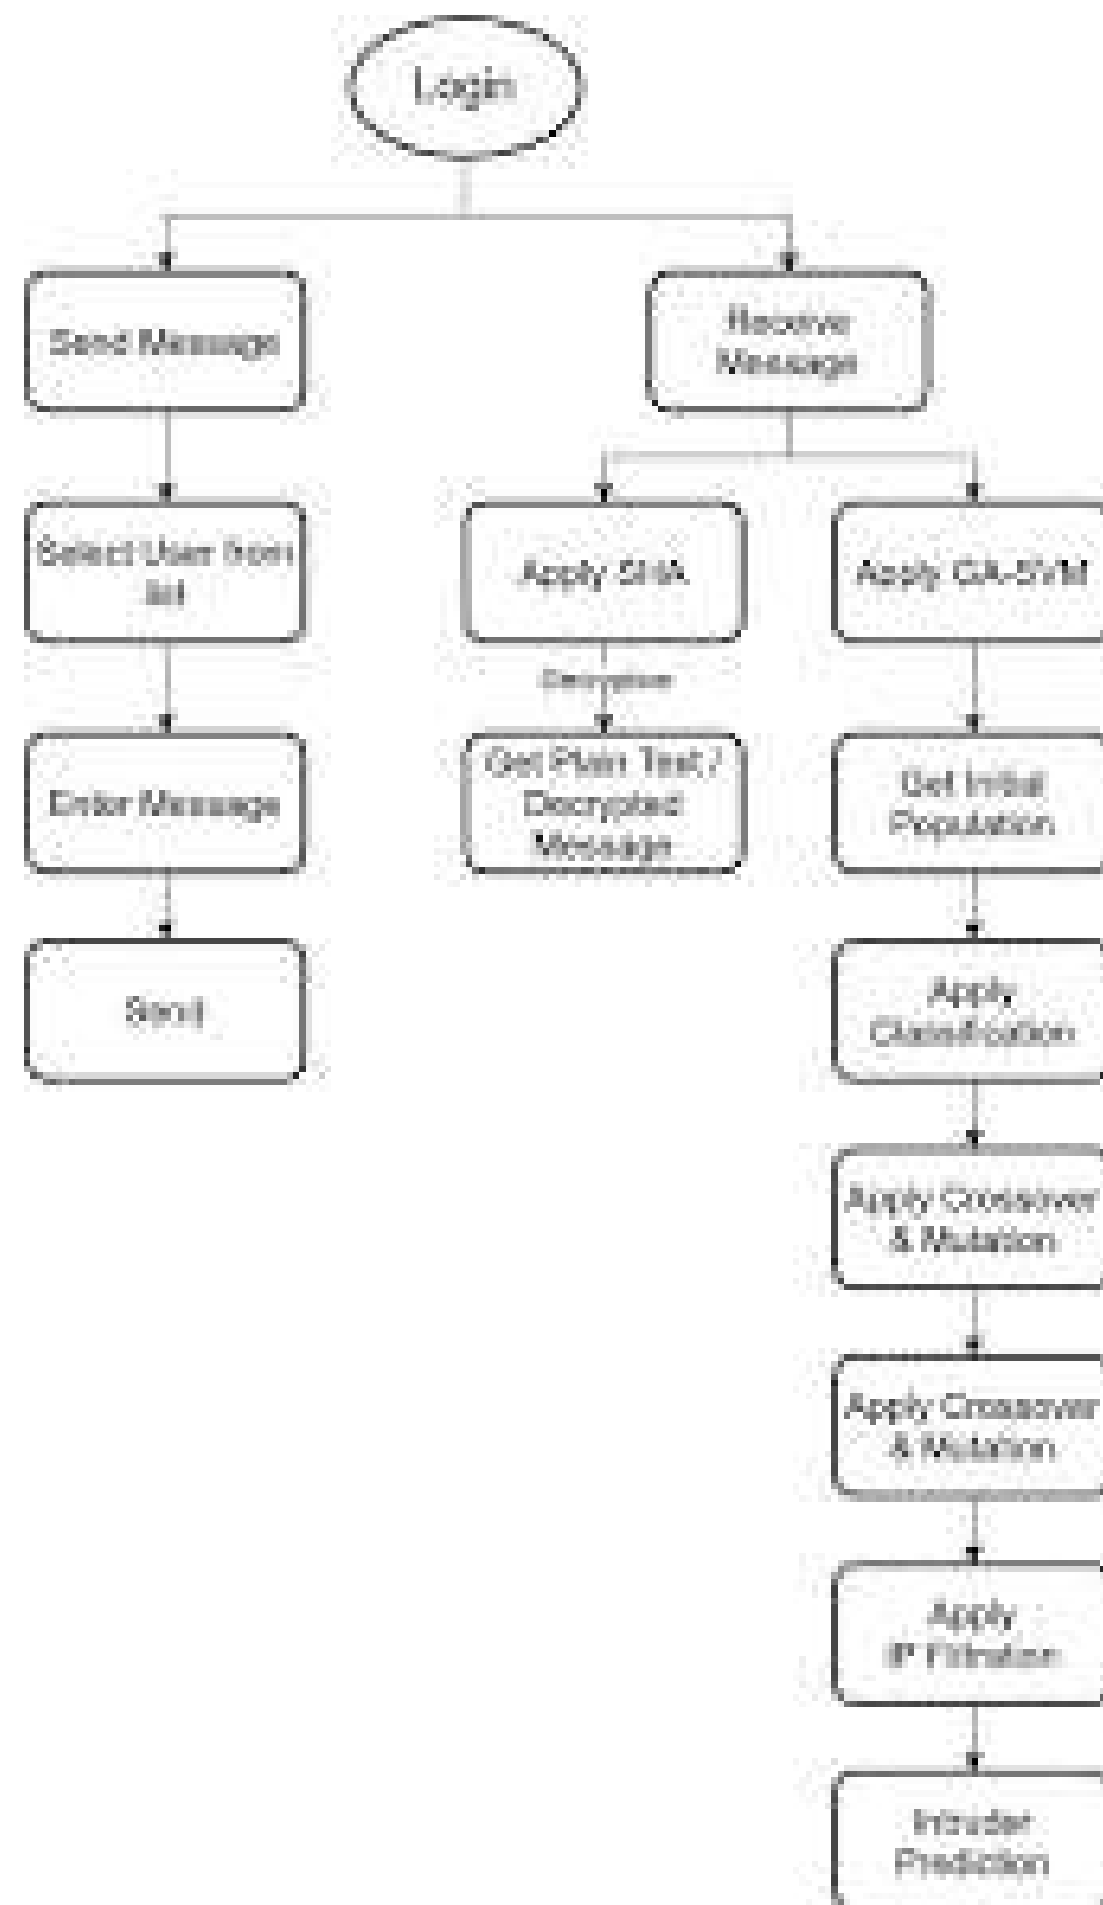 Login
Send Message
Receive
Message
Select User from
list
Apply SHA
Apply GA-SVM
Enter Message
Get Plain Text /
Decrypted
Message
Get Initial
Population
Send
Apply
Classification
Apply Crossover
& Mutation
Apply Crossover
& Mutation
Apply
IP Filtration
Intruder
Prediction